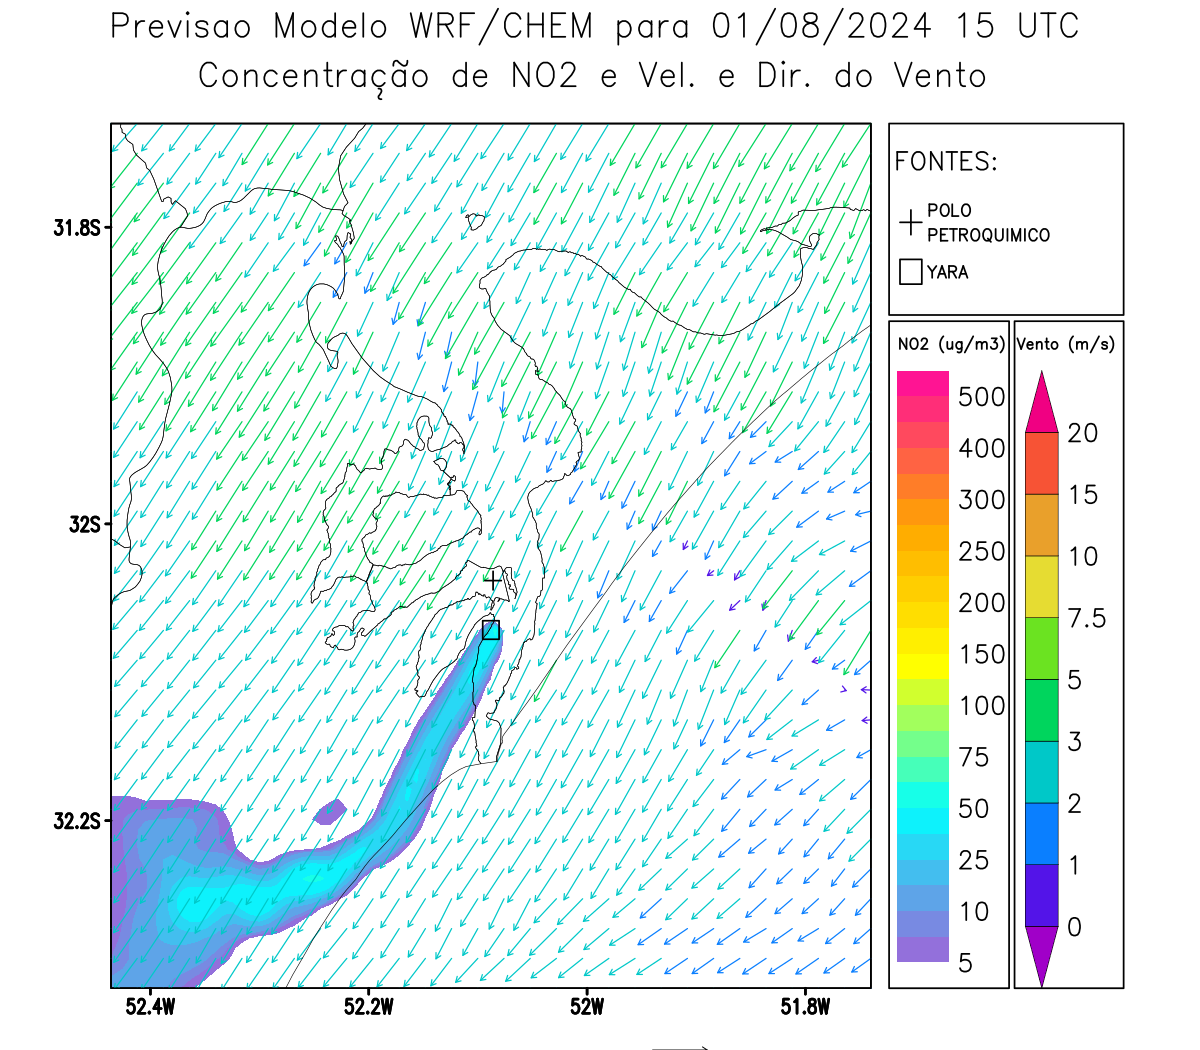 Previsao Modelo WRF/CHEM para 01/08/2024 15 UTC
Concentração de NO2 e Vel. e Dir. do Vento
FONTES:
POLO
PETROQUIMICO
YARA
NO2 (ug/m3)
500
400
300
250
200
150
100
75
50
25
10
5
Vento (m/s)
20
15
10
7.5
5
3
2
1
0
31.8S
32S
32.2S
52.4W
52.2W
52W
51.8W